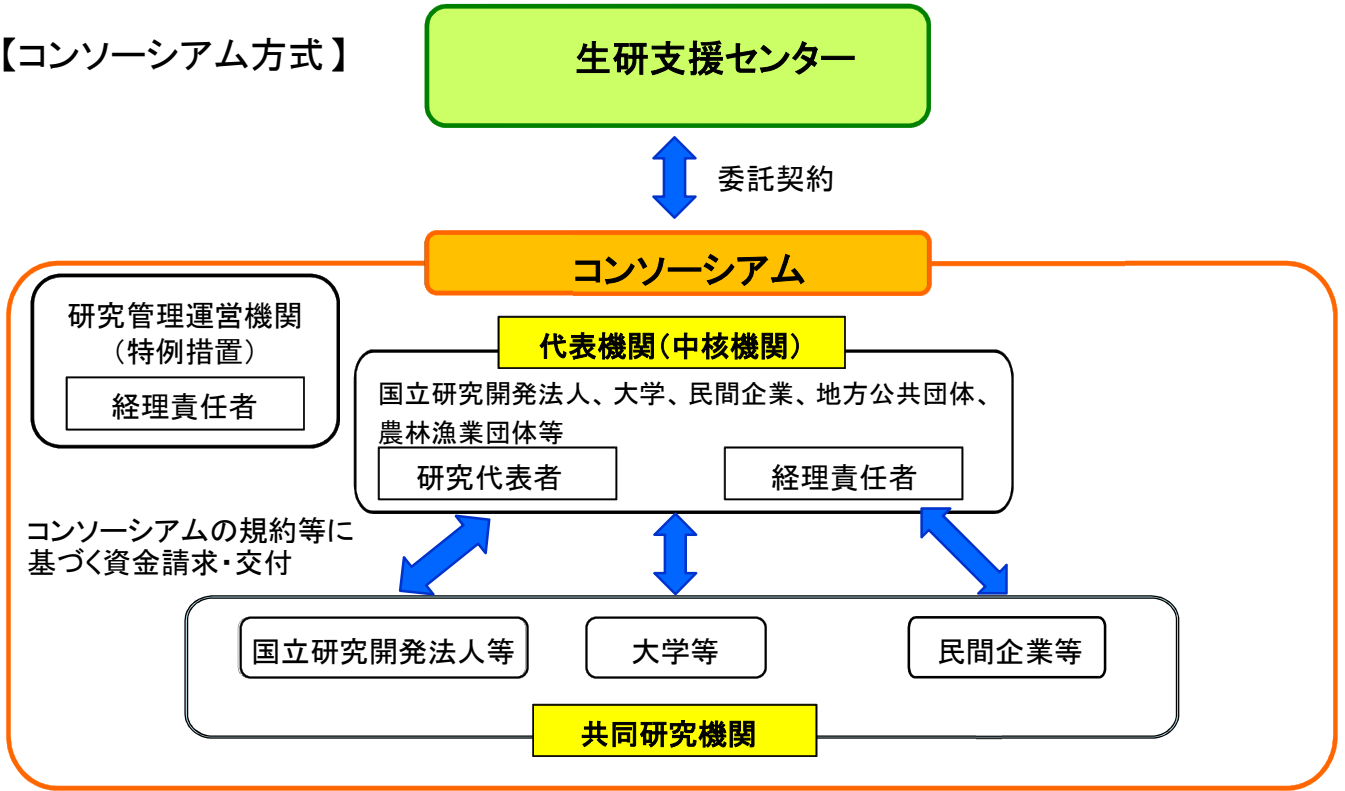 【コンソーシアム方式】
生研支援センター
委託契約
コンソーシアム
研究管理運営機関
（特例措置）
経理責任者
代表機関(中核機関)
国立研究開発法人、大学、民間企業、地方公共団体、
農林漁業団体等
研究代表者
経理責任者
コンソーシアムの規約等に
基づく資金請求・交付
国立研究開発法人等
大学等
民間企業等
共同研究機関